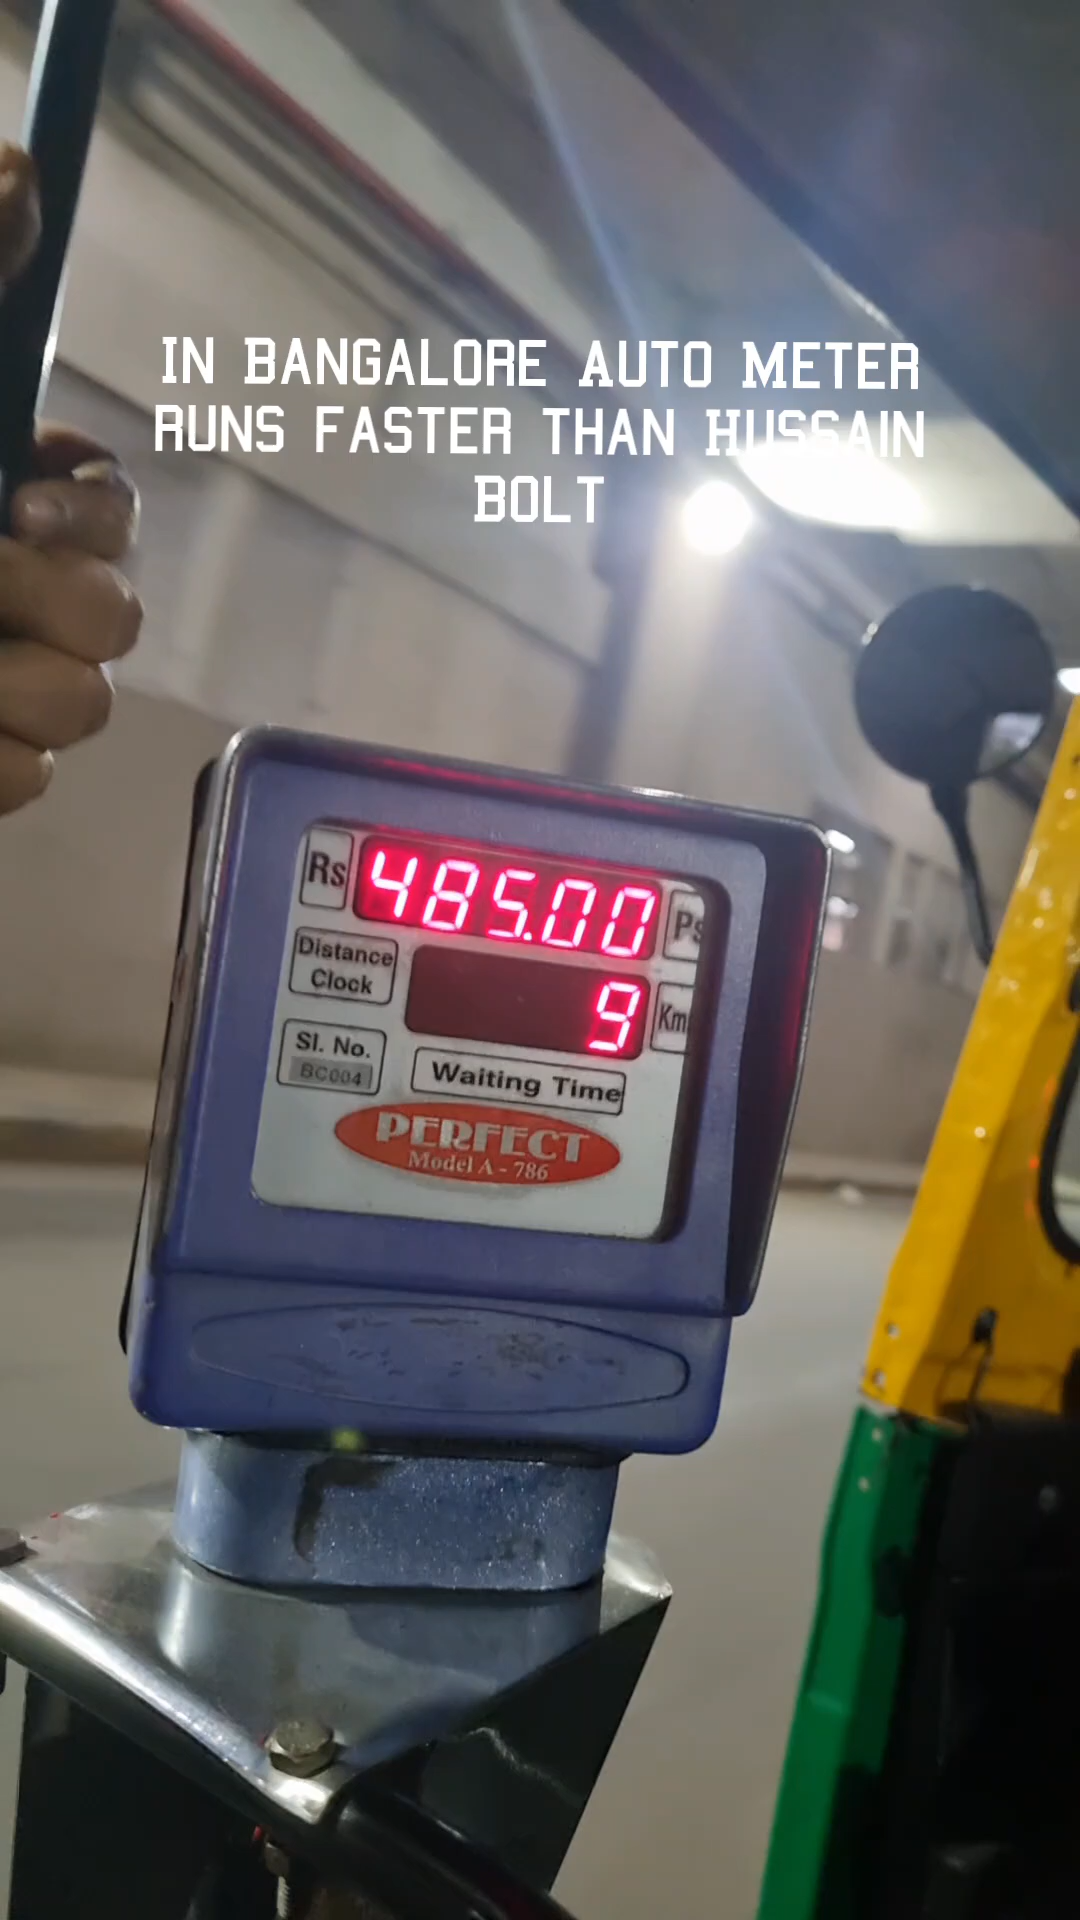 IN BANGALORE AUTO METER
RUNS FASTER THAN HUSSAIN
BOLT
Rs 485.00 Ps
Distance
Clock
9 Km
Sl. No.
BC004
Waiting Time
PERFECT
Model A - 786